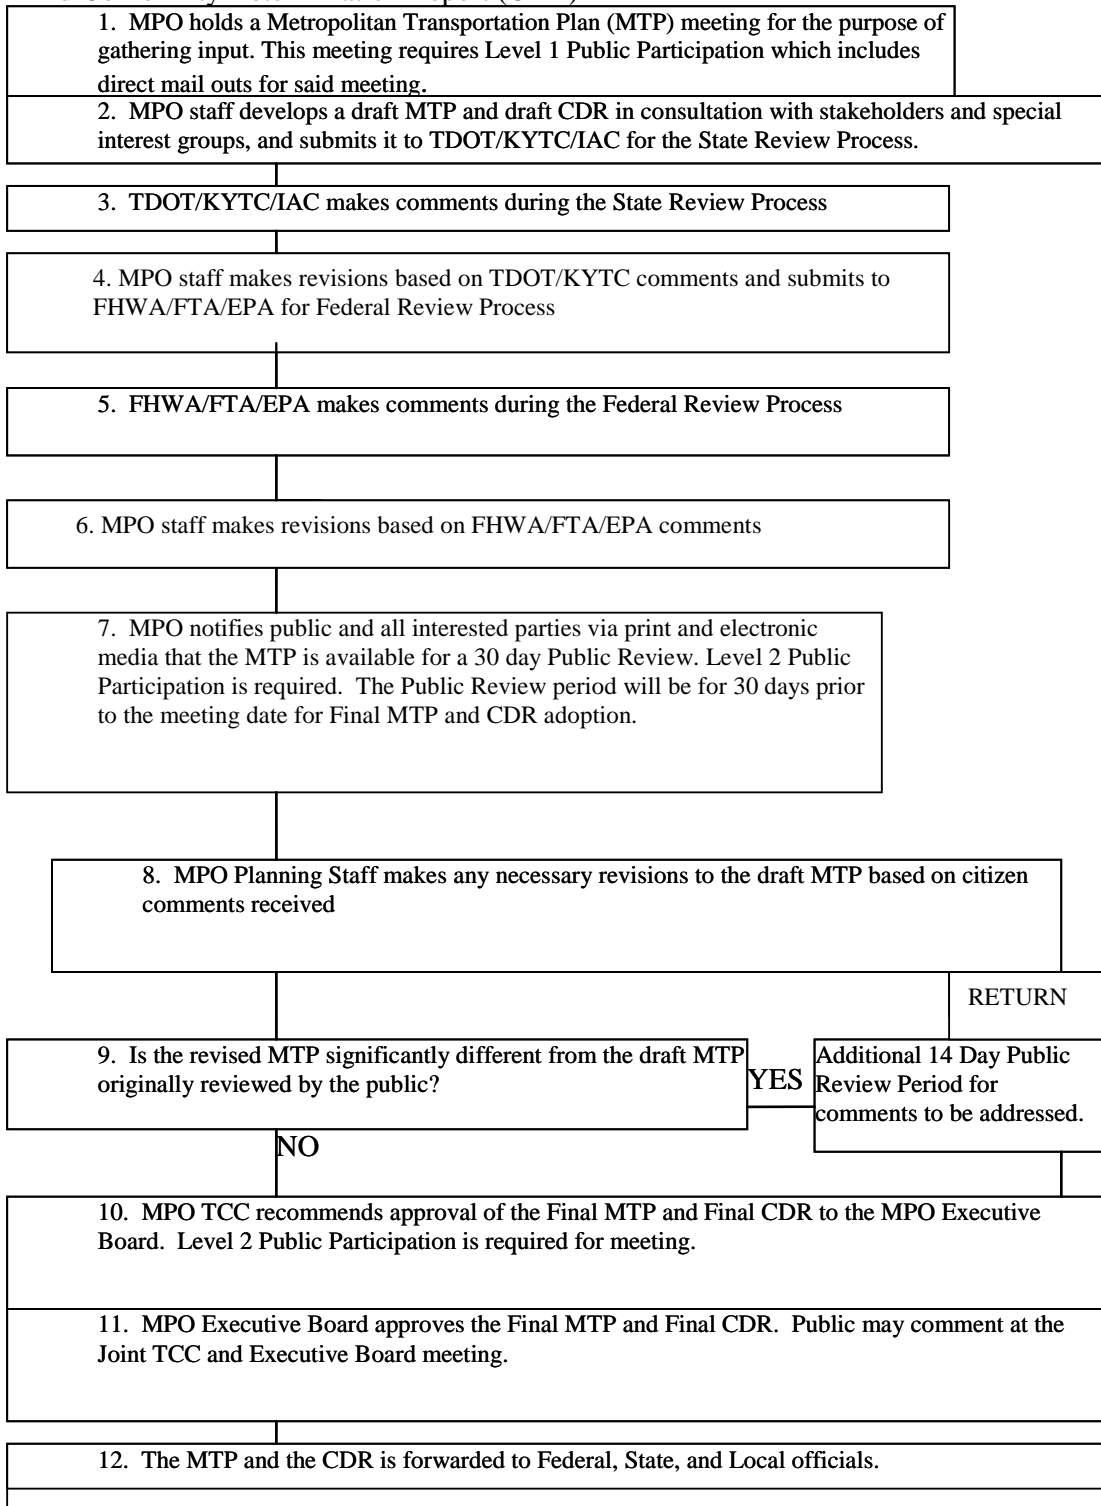 1. MPO holds a Metropolitan Transportation Plan (MTP) meeting for the purpose of
gathering input. This meeting requires Level 1 Public Participation which includes
direct mail outs for said meeting.
2. MPO staff develops a draft MTP and draft CDR in consultation with stakeholders and special
interest groups, and submits it to TDOT/KYTC/IAC for the State Review Process.
3. TDOT/KYTC/IAC makes comments during the State Review Process
4. MPO staff makes revisions based on TDOT/KYTC comments and submits to
FHWA/FTA/EPA for Federal Review Process
5. FHWA/FTA/EPA makes comments during the Federal Review Process
6. MPO staff makes revisions based on FHWA/FTA/EPA comments
7. MPO notifies public and all interested parties via print and electronic
media that the MTP is available for a 30 day Public Review. Level 2 Public
Participation is required. The Public Review period will be for 30 days prior
to the meeting date for Final MTP and CDR adoption.
8. MPO Planning Staff makes any necessary revisions to the draft MTP based on citizen
comments received
RETURN
9. Is the revised MTP significantly different from the draft MTP
originally reviewed by the public?
YES
Additional 14 Day Public
Review Period for
comments to be addressed.
NO
10. MPO TCC recommends approval of the Final MTP and Final CDR to the MPO Executive
Board. Level 2 Public Participation is required for meeting.
11. MPO Executive Board approves the Final MTP and Final CDR. Public may comment at the
Joint TCC and Executive Board meeting.
12. The MTP and the CDR is forwarded to Federal, State, and Local officials.